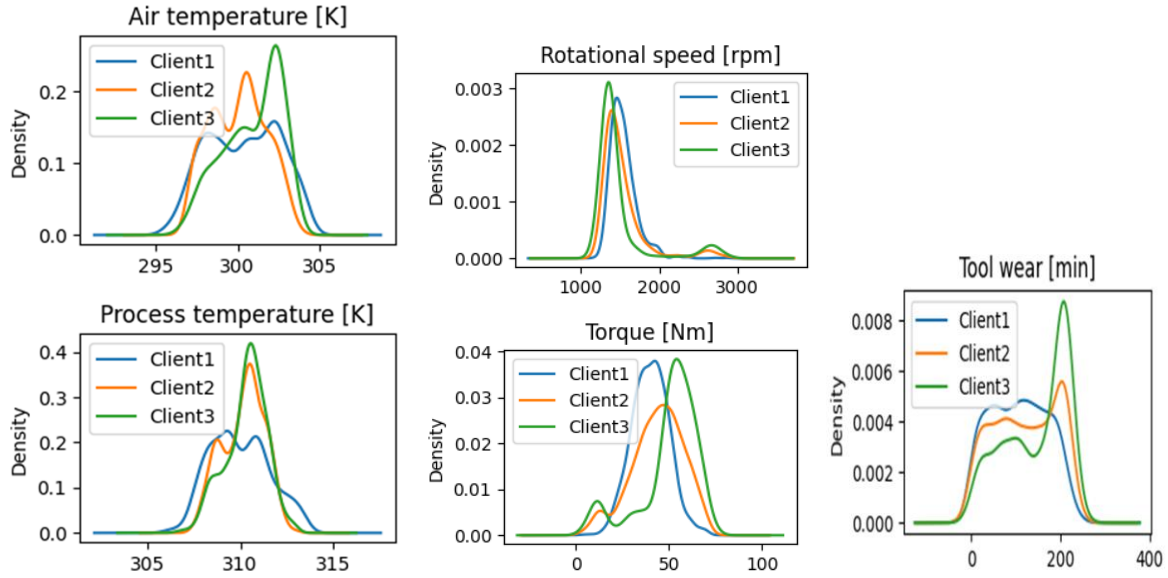 Air temperature [K]
Client1
Client2
Client3
Density
0.2
0.1
0.0
295
300
305
Rotational speed [rpm]
Client1
Client2
Client3
Density
0.003
0.002
0.001
0.000
1000
2000
3000
Process temperature [K]
Client1
Client2
Client3
Density
0.4
0.3
0.2
0.1
0.0
305
310
315
Torque [Nm]
Client1
Client2
Client3
Density
0.04
0.03
0.02
0.01
0.00
0
50
100
Tool wear [min]
Client1
Client2
Client3
Density
0.008
0.006
0.004
0.002
0.000
0
200
400